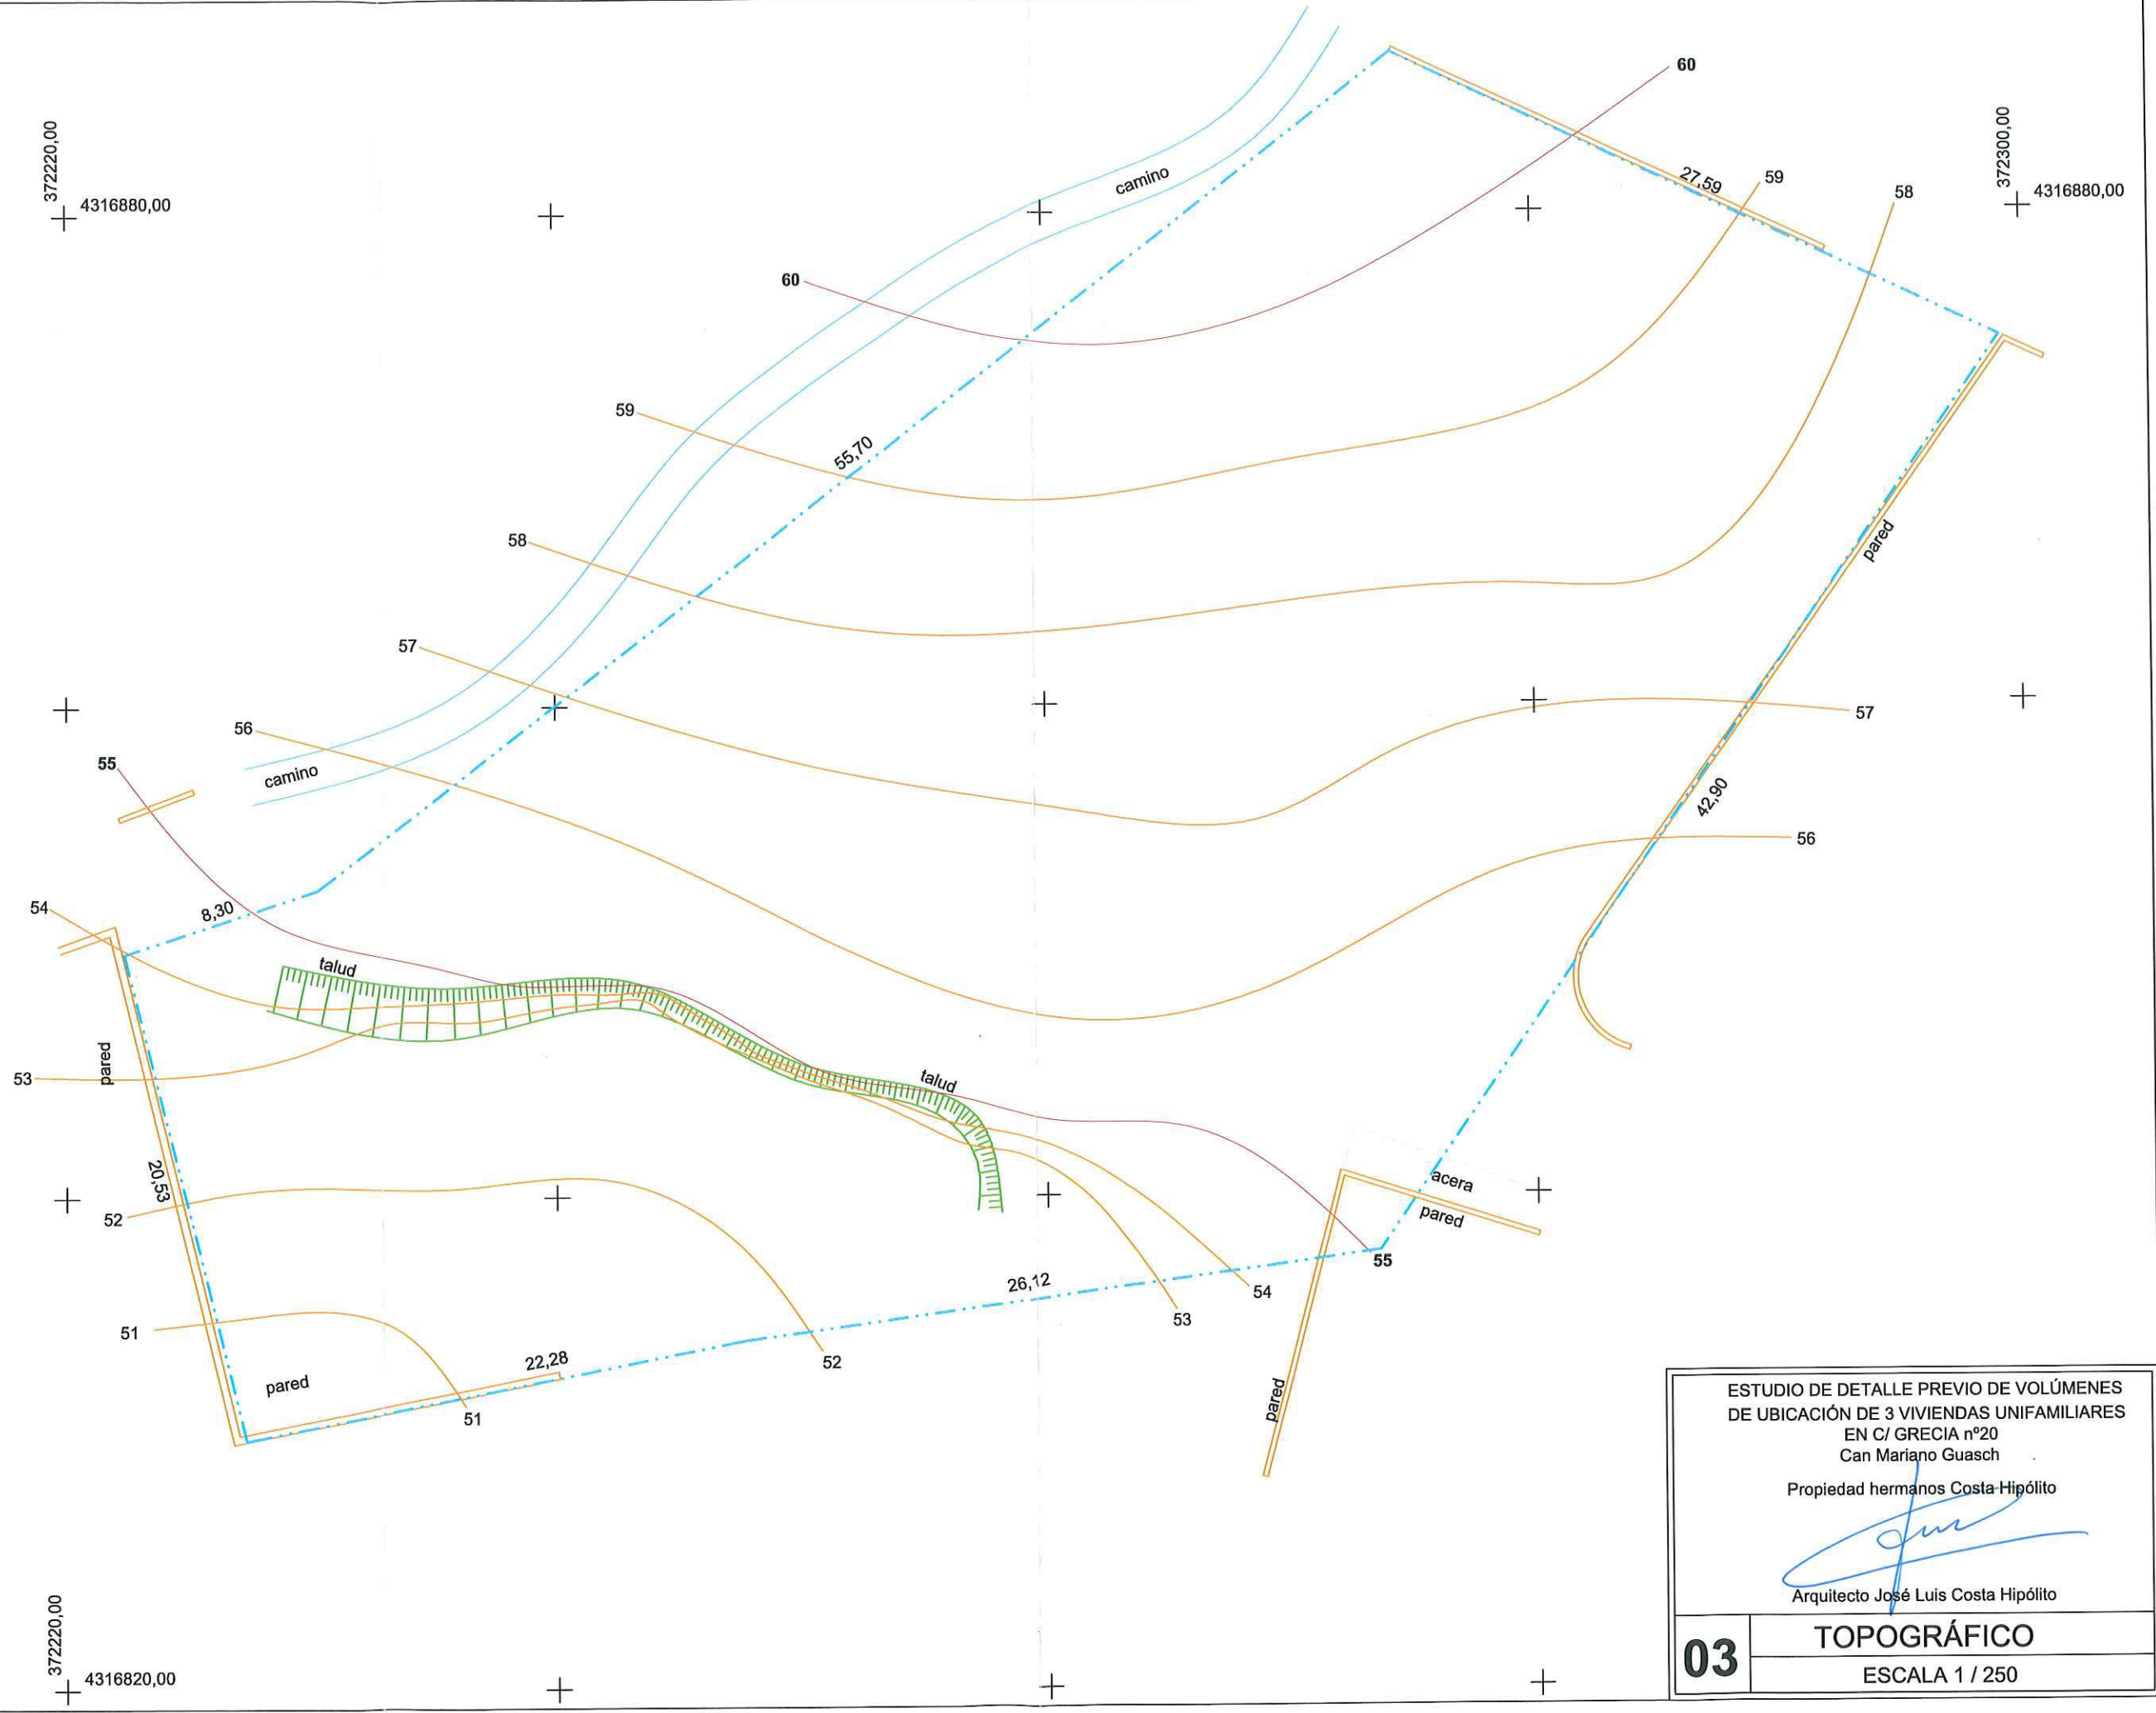 60
372220,00
4316880,00
camino
27,59
59
58
372300,00
4316880,00
60
59
55,70
58
pared
57
57
56
55
camino
42,90
56
54
8,30
talud
pared
53
talud
20,53
52
acera
pared
55
26,12
54
53
51
52
22,28
pared
51
pared
372220,00
4316820,00
ESTUDIO DE DETALLE PREVIO DE VOLÚMENES
DE UBICACIÓN DE 3 VIVIENDAS UNIFAMILIARES
EN C/ GRECIA nº20
Can Mariano Guasch
Propiedad hermanos Costa Hipólito
Arquitecto José Luis Costa Hipólito
03
TOPOGRÁFICO
ESCALA 1 / 250